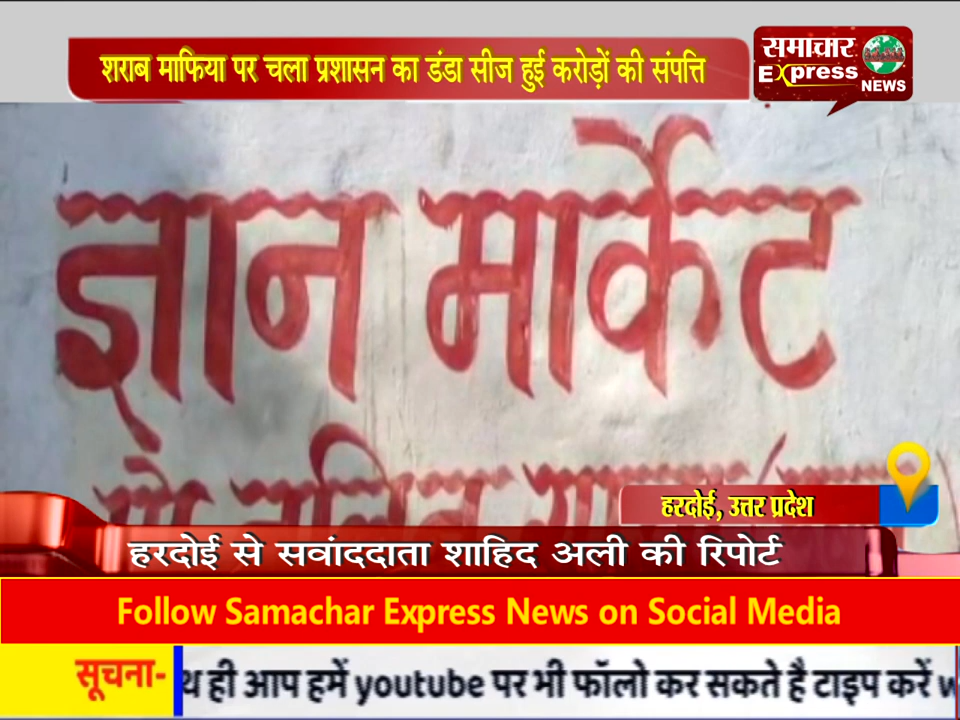 शराब माफिया पर चला प्रशासन का डंडा सीज हुई करोड़ों की संपत्ति
समाचार
Express
NEWS
ज्ञान मार्केट
हरदोई, उत्तर प्रदेश
हरदोई से सवांददाता शाहिद अली की रिपोर्ट
Follow Samachar Express News on Social Media
सूचना- थ ही आप हमें youtube पर भी फॉलो कर सकते है टाइप करें w